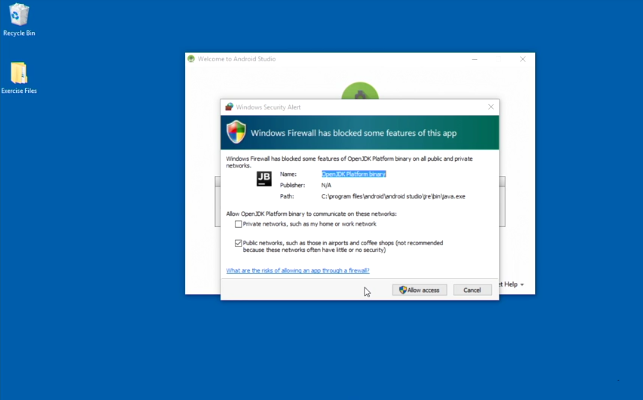 Recycle Bin
Exercise Files
Welcome to Android Studio
Windows Security Alert
Windows Firewall has blocked some features of this app
Windows Firewall has blocked some features of OpenJDK Platform binary on all public and private
networks.
JB
Name: OpenJDK Platform binary
Publisher: N/A
Path: C:\program files\android\android studio\jre\bin\java.exe
Allow OpenJDK Platform binary to communicate on these networks:
Private networks, such as my home or work network
Public networks, such as those in airports and coffee shops (not recommended
because these networks often have little or no security)
What are the risks of allowing an app through a firewall?
Allow access
Cancel
Help